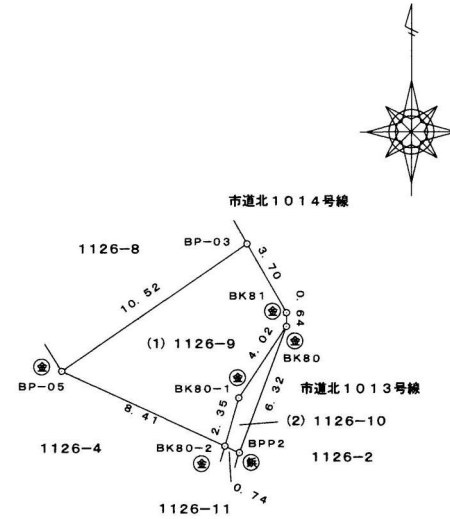 市道北1014号線
1126-8
BP-03
3.70
10.52
BK81
金
0.64
(1) 1126-9
4.02
金
BK80
金
BP-05
金
BK80-1
6.32
市道北1013号線
8.41
2.35
(2) 1126-10
1126-4
BK80-2
BPP2
1126-2
金
鋲
0.74
1126-11